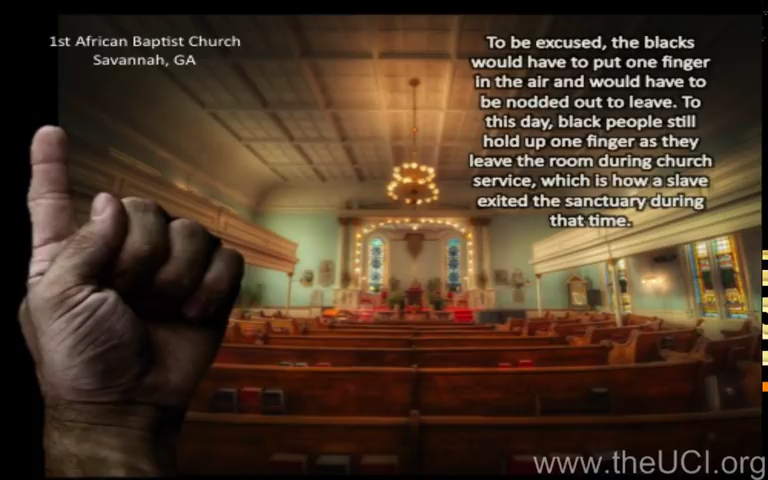 1st African Baptist Church
Savannah, GA
To be excused, the blacks
would have to put one finger
in the air and would have to
be nodded out to leave. To
this day, black people still
hold up one finger as they
leave the room during church
service, which is how a slave
exited the sanctuary during
that time.
www.theUCI.org